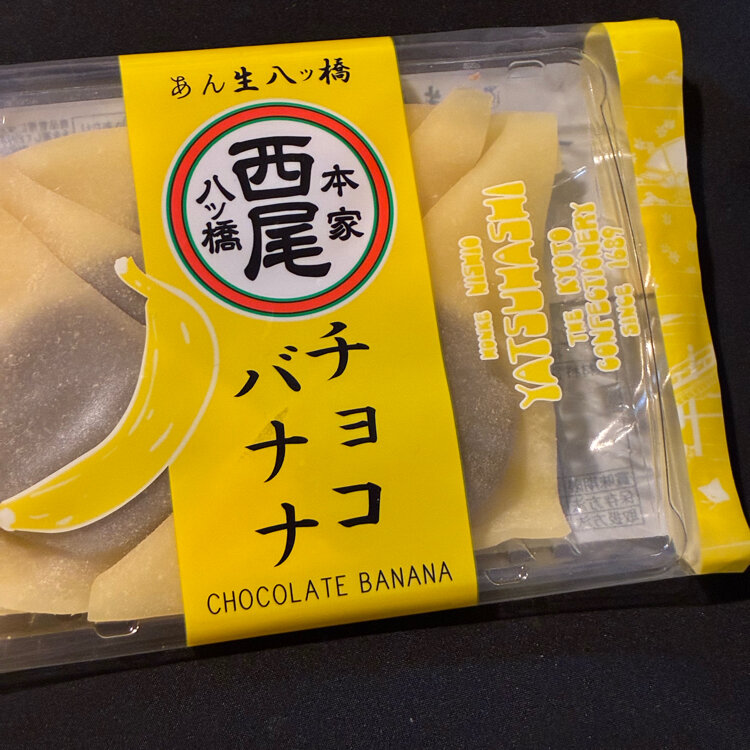 あん生八ッ橋
本家
西尾
八ッ橋
チョコ
バナナ
CHOCOLATE BANANA
HONKE NISHIO
YATSUHASHI
THE KYOTO
CONFECTIONERY
SINCE 1689